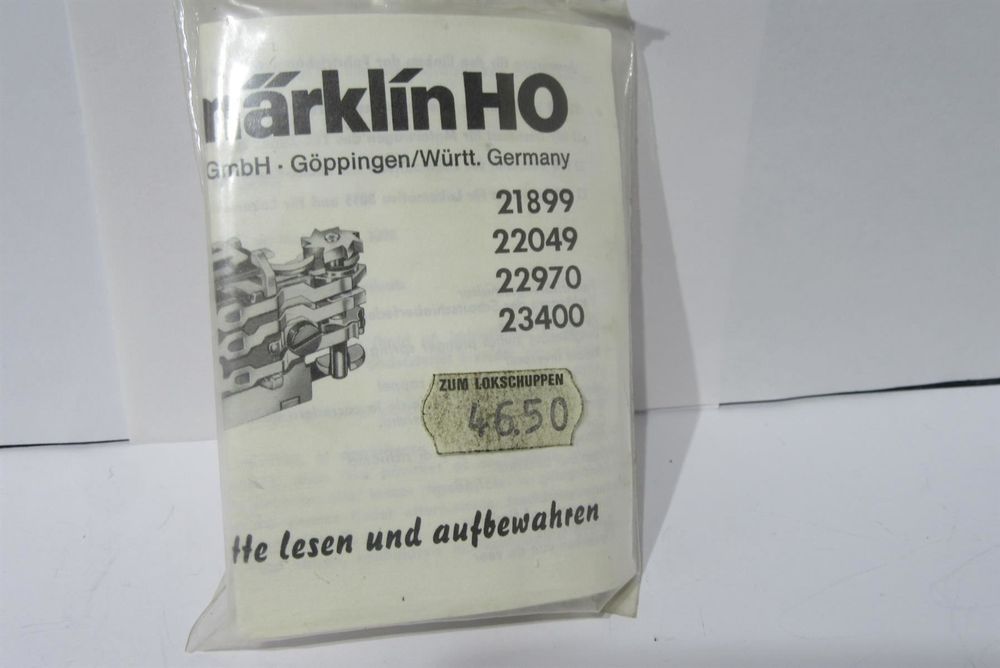 märklin HO
GmbH · Göppingen/Württ. Germany
21899
22049
22970
23400
ZUM LOKSCHUPPEN
46.50
tte lesen und aufbewahren